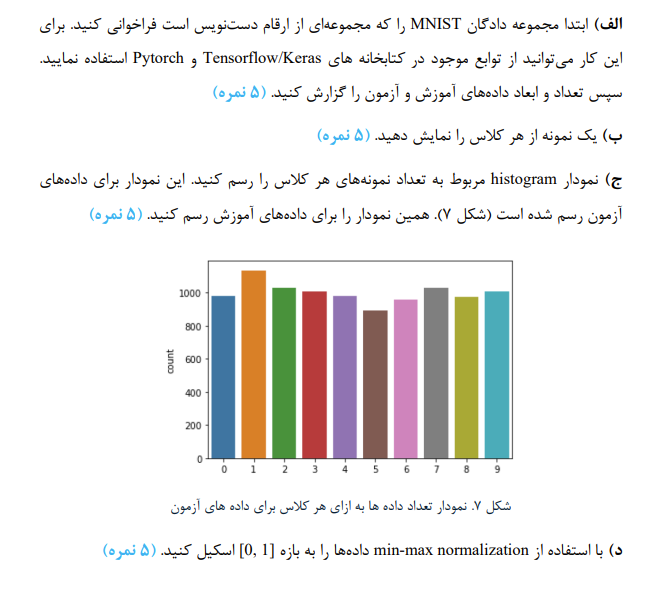 الف) ابتدا مجموعه دادگان MNIST را که مجموعه‌ای از ارقام دست‌نویس است فراخوانی کنید. برای
این کار می‌توانید از توابع موجود در کتابخانه های Tensorflow/Keras و Pytorch استفاده نمایید.
سپس تعداد و ابعاد داده‌های آموزش و آزمون را گزارش کنید. (۵ نمره)
ب) یک نمونه از هر کلاس را نمایش دهید. (۵ نمره)
ج) نمودار histogram مربوط به تعداد نمونه‌های هر کلاس را رسم کنید. این نمودار برای داده‌های
آزمون رسم شده است (شکل ۷). همین نمودار را برای داده‌های آموزش رسم کنید. (۵ نمره)
count
1000
800
600
400
200
0
0 1 2 3 4 5 6 7 8 9
شکل ۷. نمودار تعداد داده ها به ازای هر کلاس برای داده های آزمون
د) با استفاده از min-max normalization داده‌ها را به بازه [0, 1] اسکیل کنید. (۵ نمره)